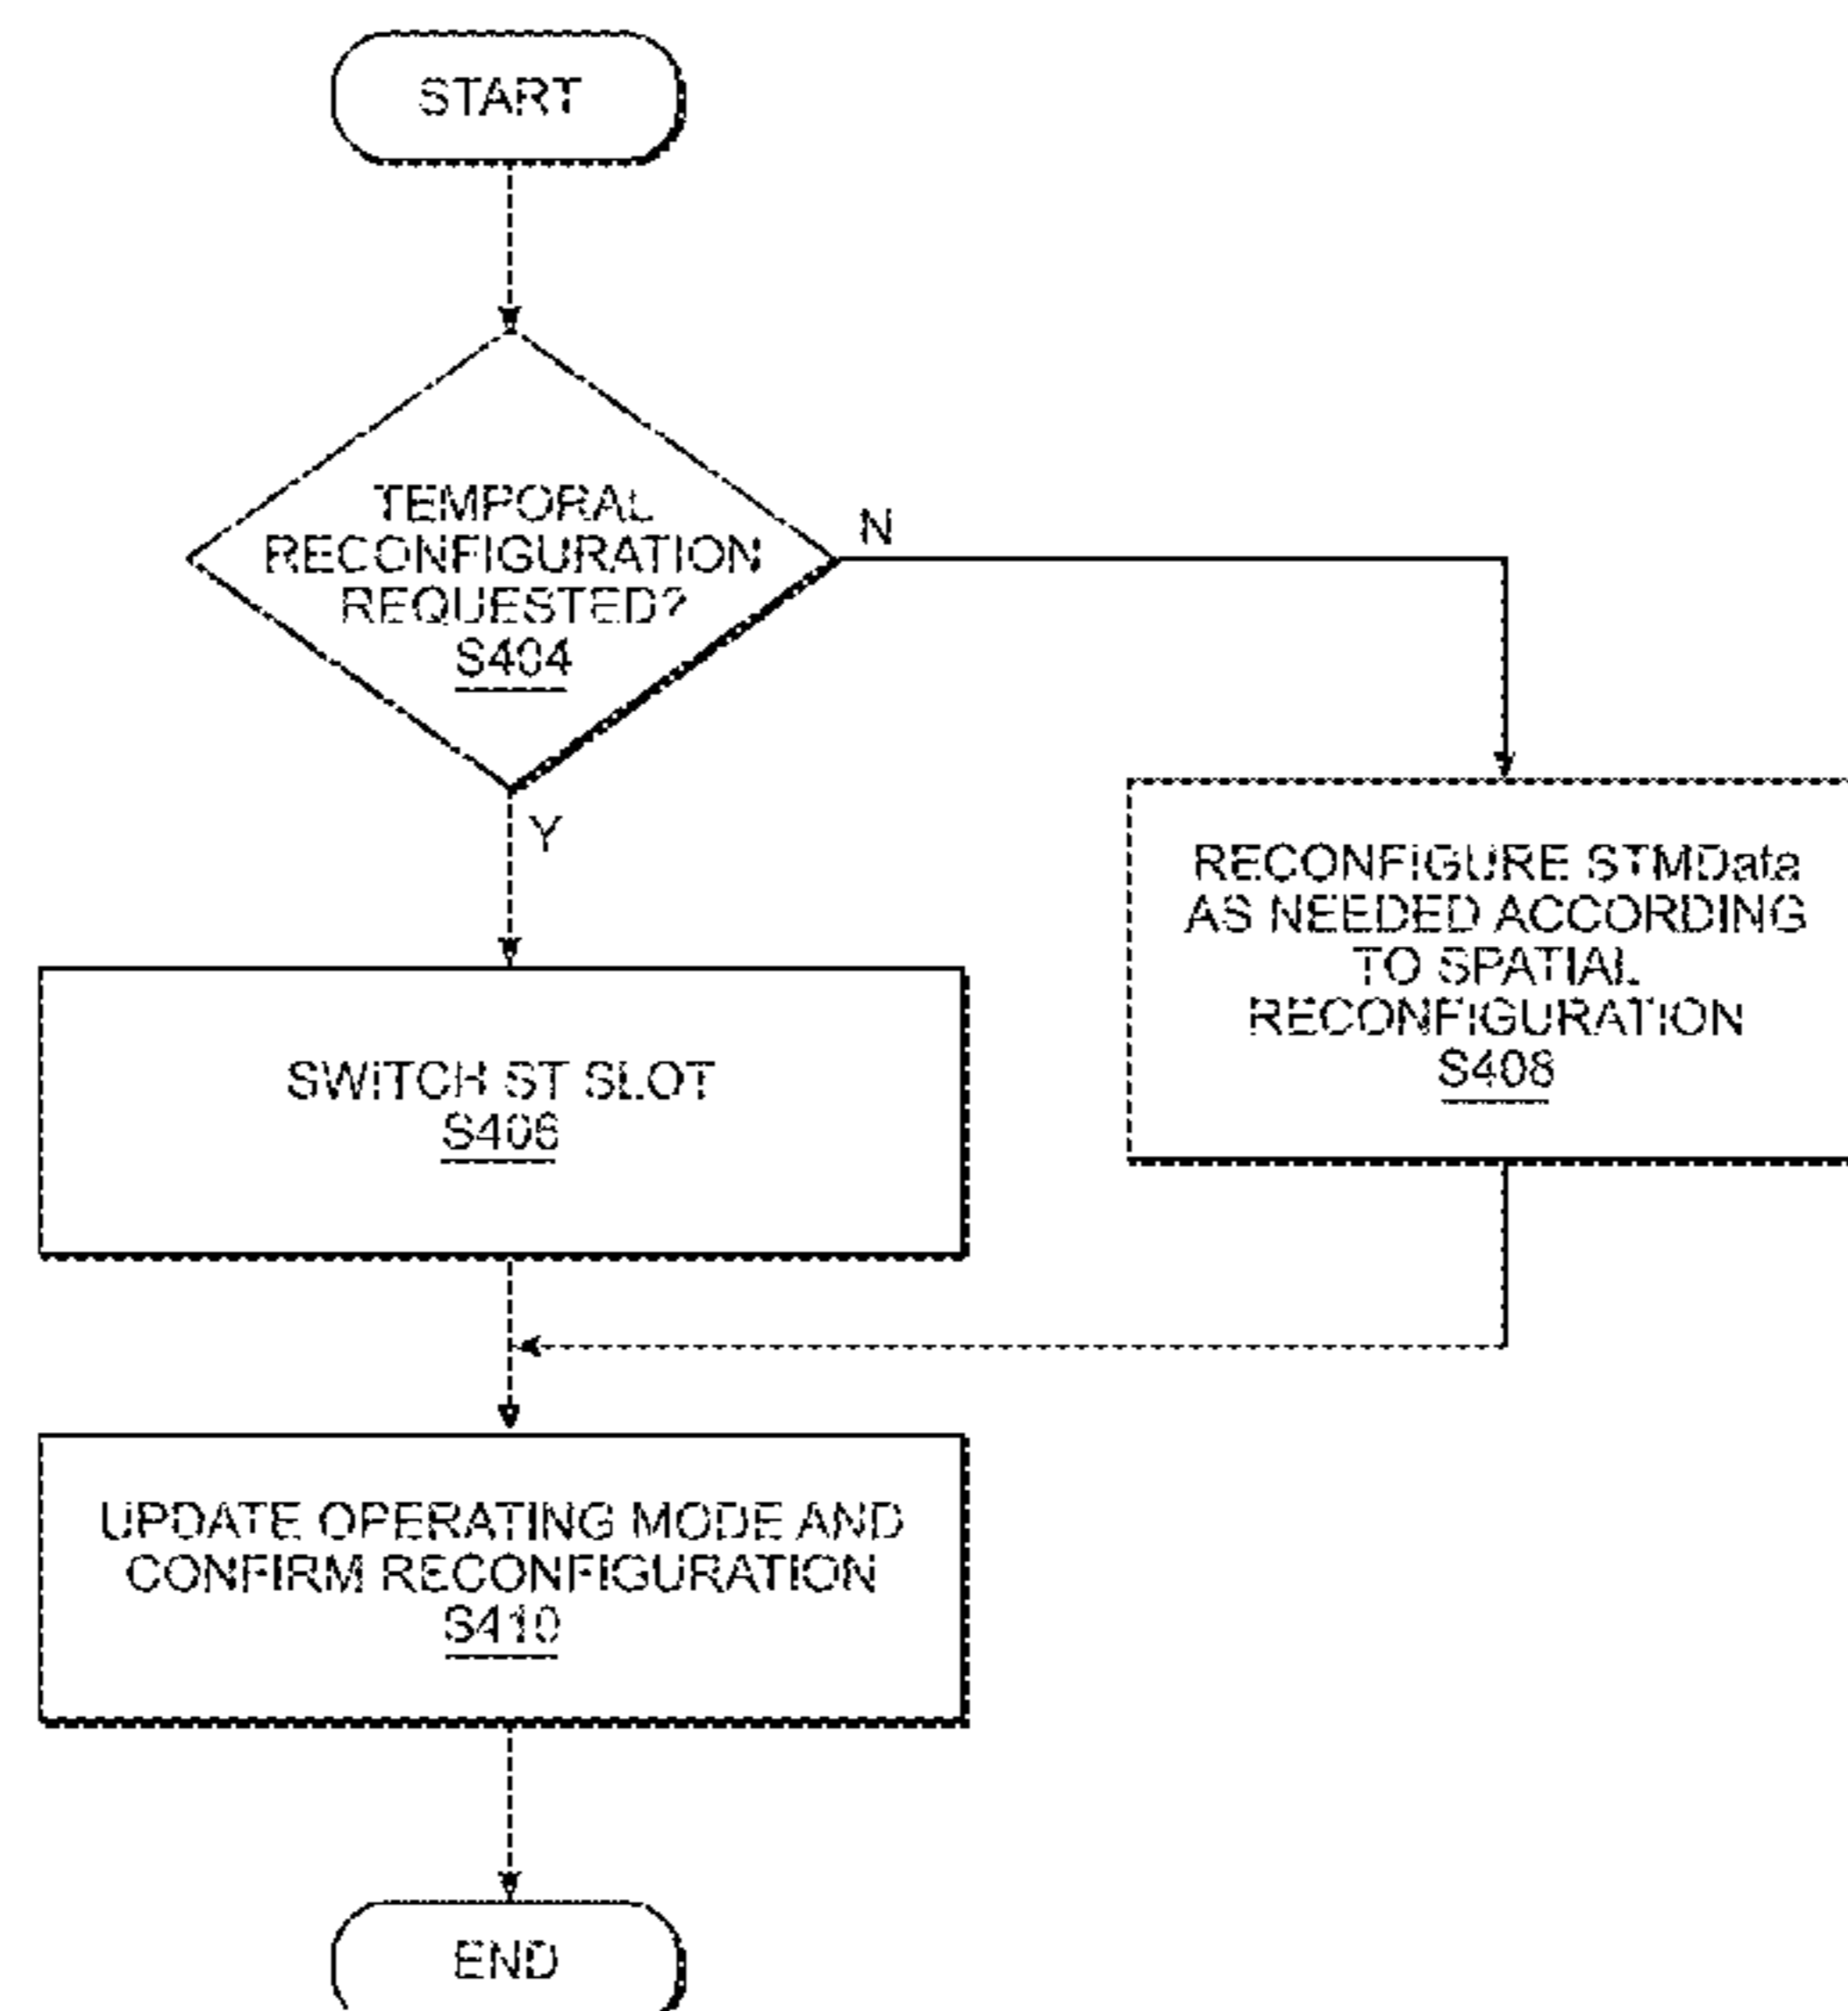 START
TEMPORAL
RECONFIGURATION
REQUESTED?
S404
N
Y
RECONFIGURE STMData
AS NEEDED ACCORDING
TO SPATIAL
RECONFIGURATION
S408
SWITCH ST SLOT
S406
UPDATE OPERATING MODE AND
CONFIRM RECONFIGURATION
S410
END